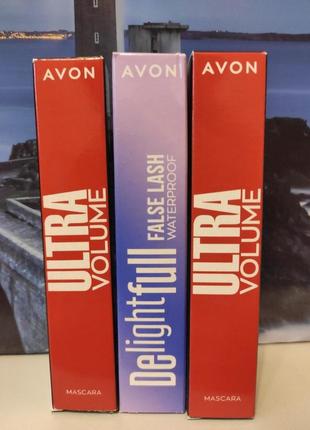 AVON
ULTRA
VOLUME
MASCARA
AVON
Delightfull
FALSE LASH
WATERPROOF
AVON
ULTRA
VOLUME
MASCARA